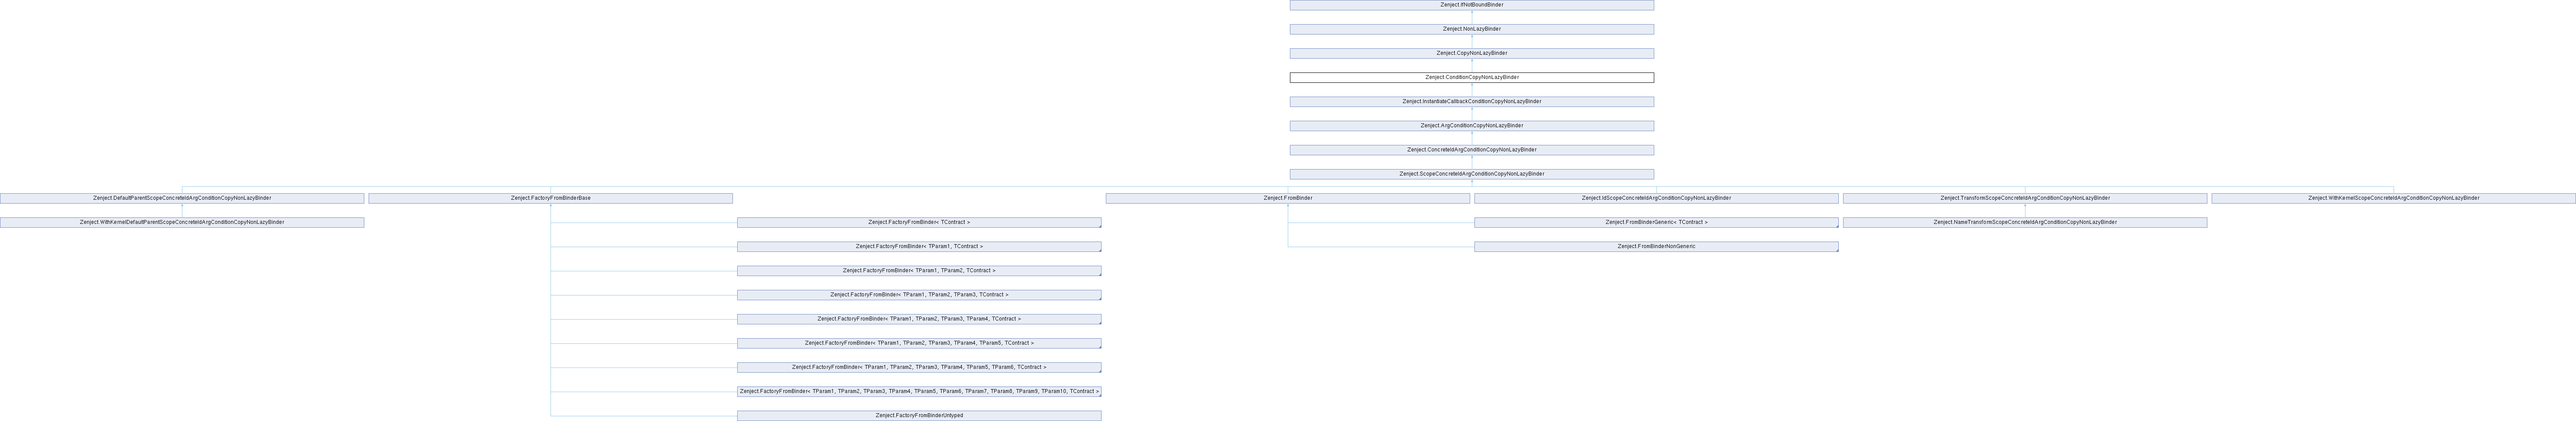 Zenject.IfNotBoundBinder
Zenject.NonLazyBinder
Zenject.CopyNonLazyBinder
Zenject.ConditionCopyNonLazyBinder
Zenject.InstantiateCallbackConditionCopyNonLazyBinder
Zenject.ArgConditionCopyNonLazyBinder
Zenject.ConcreteIdArgConditionCopyNonLazyBinder
Zenject.ScopeConcreteIdArgConditionCopyNonLazyBinder
Zenject.DefaultParentScopeConcreteIdArgConditionCopyNonLazyBinder
Zenject.FactoryFromBinderBase
Zenject.FromBinder
Zenject.IdScopeConcreteIdArgConditionCopyNonLazyBinder
Zenject.TransformScopeConcreteIdArgConditionCopyNonLazyBinder
Zenject.WithKernelScopeConcreteIdArgConditionCopyNonLazyBinder
Zenject.WithKernelDefaultParentScopeConcreteIdArgConditionCopyNonLazyBinder
Zenject.FactoryFromBinder< TContract >
Zenject.FromBinderGeneric< TContract >
Zenject.NameTransformScopeConcreteIdArgConditionCopyNonLazyBinder
Zenject.FactoryFromBinder< TParam1, TContract >
Zenject.FromBinderNonGeneric
Zenject.FactoryFromBinder< TParam1, TParam2, TContract >
Zenject.FactoryFromBinder< TParam1, TParam2, TParam3, TContract >
Zenject.FactoryFromBinder< TParam1, TParam2, TParam3, TParam4, TContract >
Zenject.FactoryFromBinder< TParam1, TParam2, TParam3, TParam4, TParam5, TContract >
Zenject.FactoryFromBinder< TParam1, TParam2, TParam3, TParam4, TParam5, TParam6, TContract >
Zenject.FactoryFromBinder< TParam1, TParam2, TParam3, TParam4, TParam5, TParam6, TParam7, TParam8, TParam9, TParam10, TContract >
Zenject.FactoryFromBinderUntyped